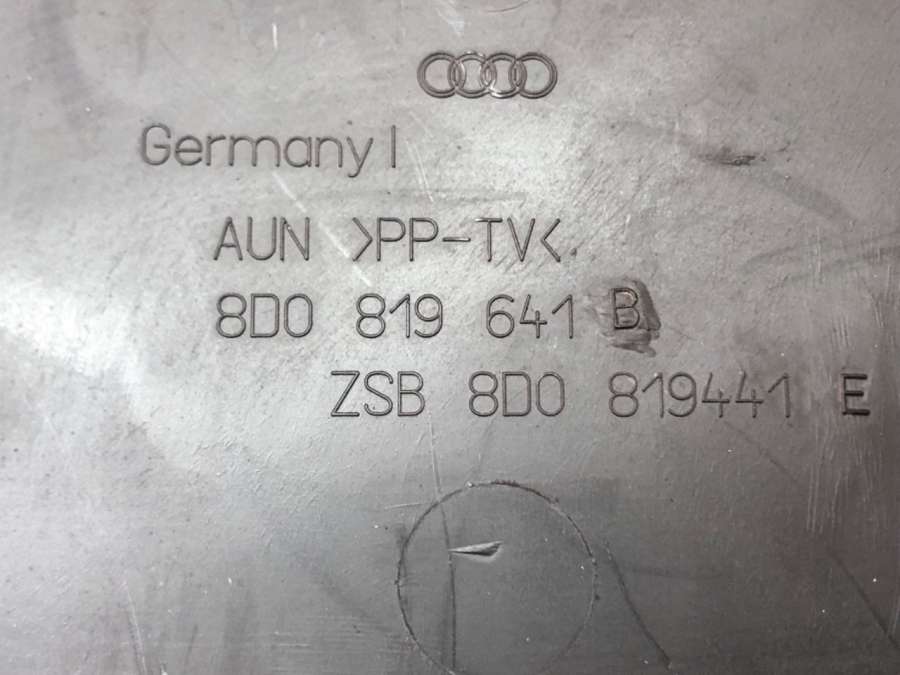 Germany I
AUN >PP-TV<
8D0 819 641 B
ZSB 8D0 819441 E